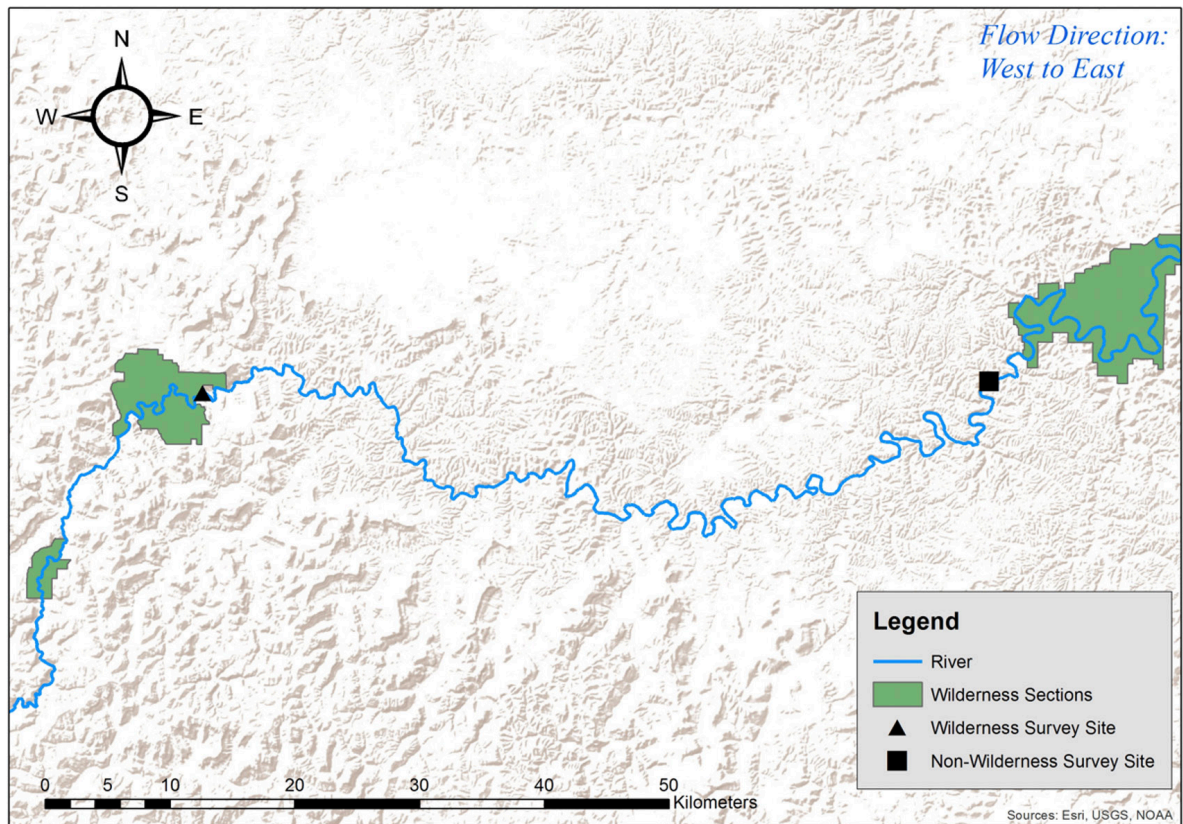 Flow Direction:
West to East
N
W
E
S
Legend
River
Wilderness Sections
Wilderness Survey Site
Non-Wilderness Survey Site
0 5 10 20 30 40 50
Kilometers
Sources: Esri, USGS, NOAA